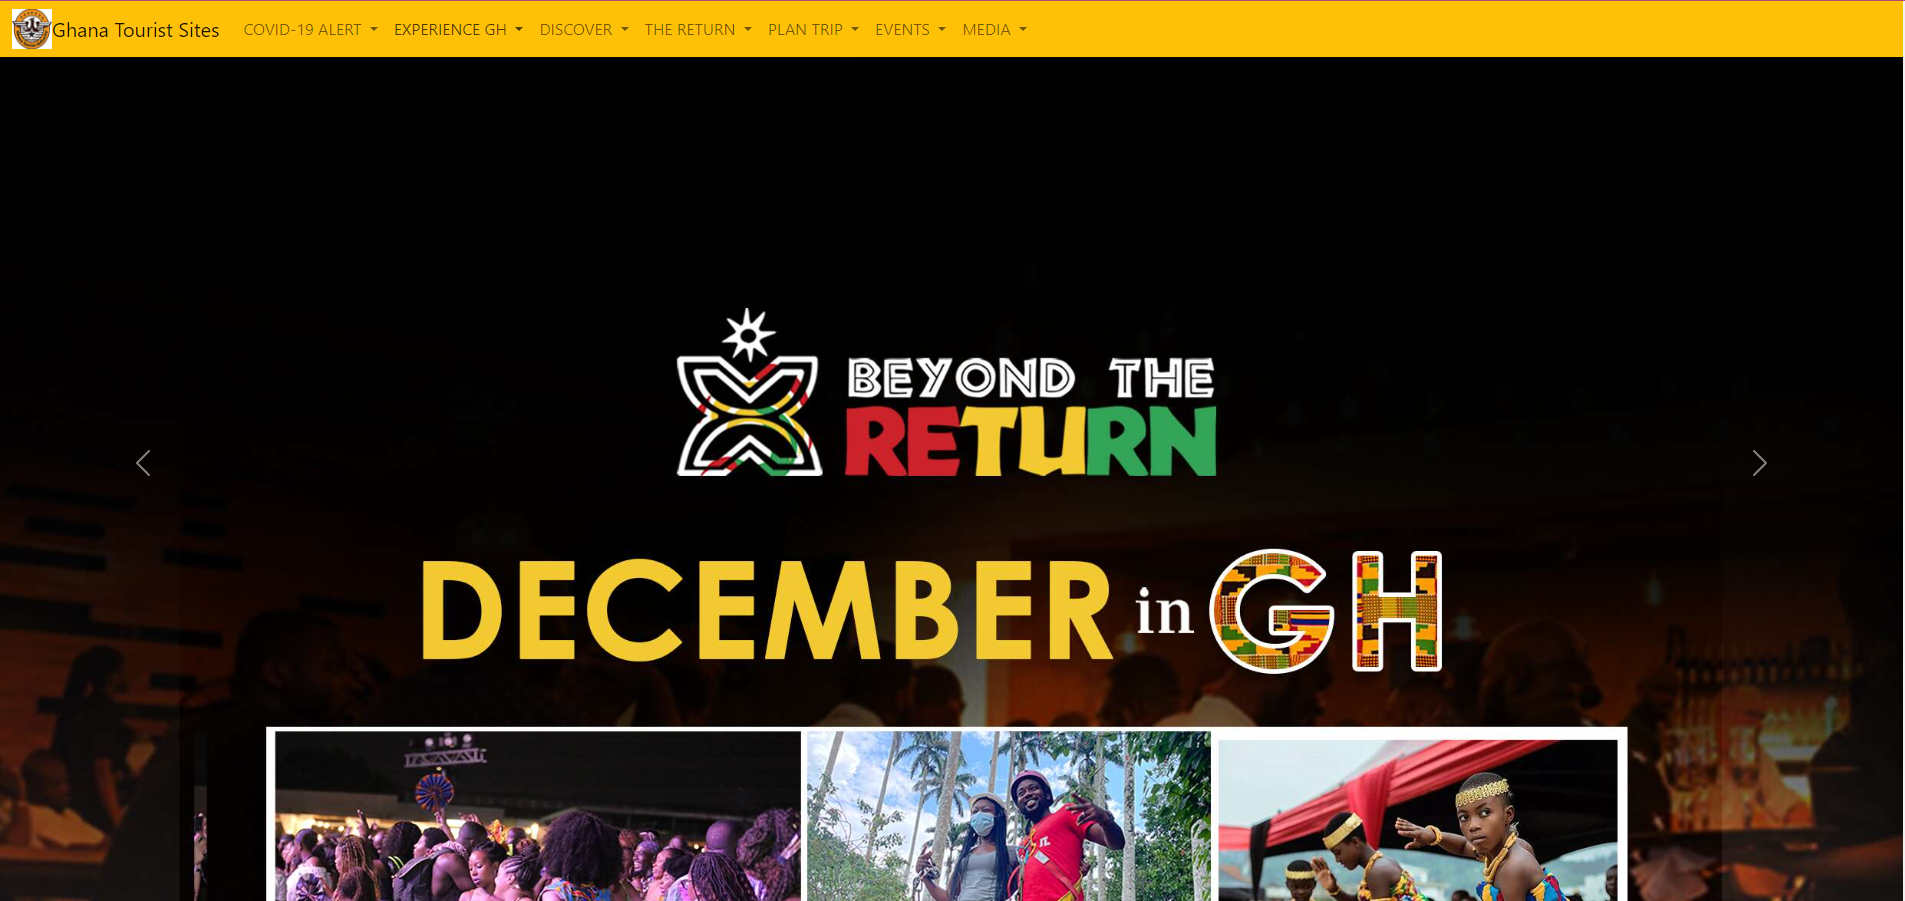 Ghana Tourist Sites COVID-19 ALERT EXPERIENCE GH DISCOVER THE RETURN PLAN TRIP EVENTS MEDIA
BEYOND THE
RETURN
DECEMBER in GH